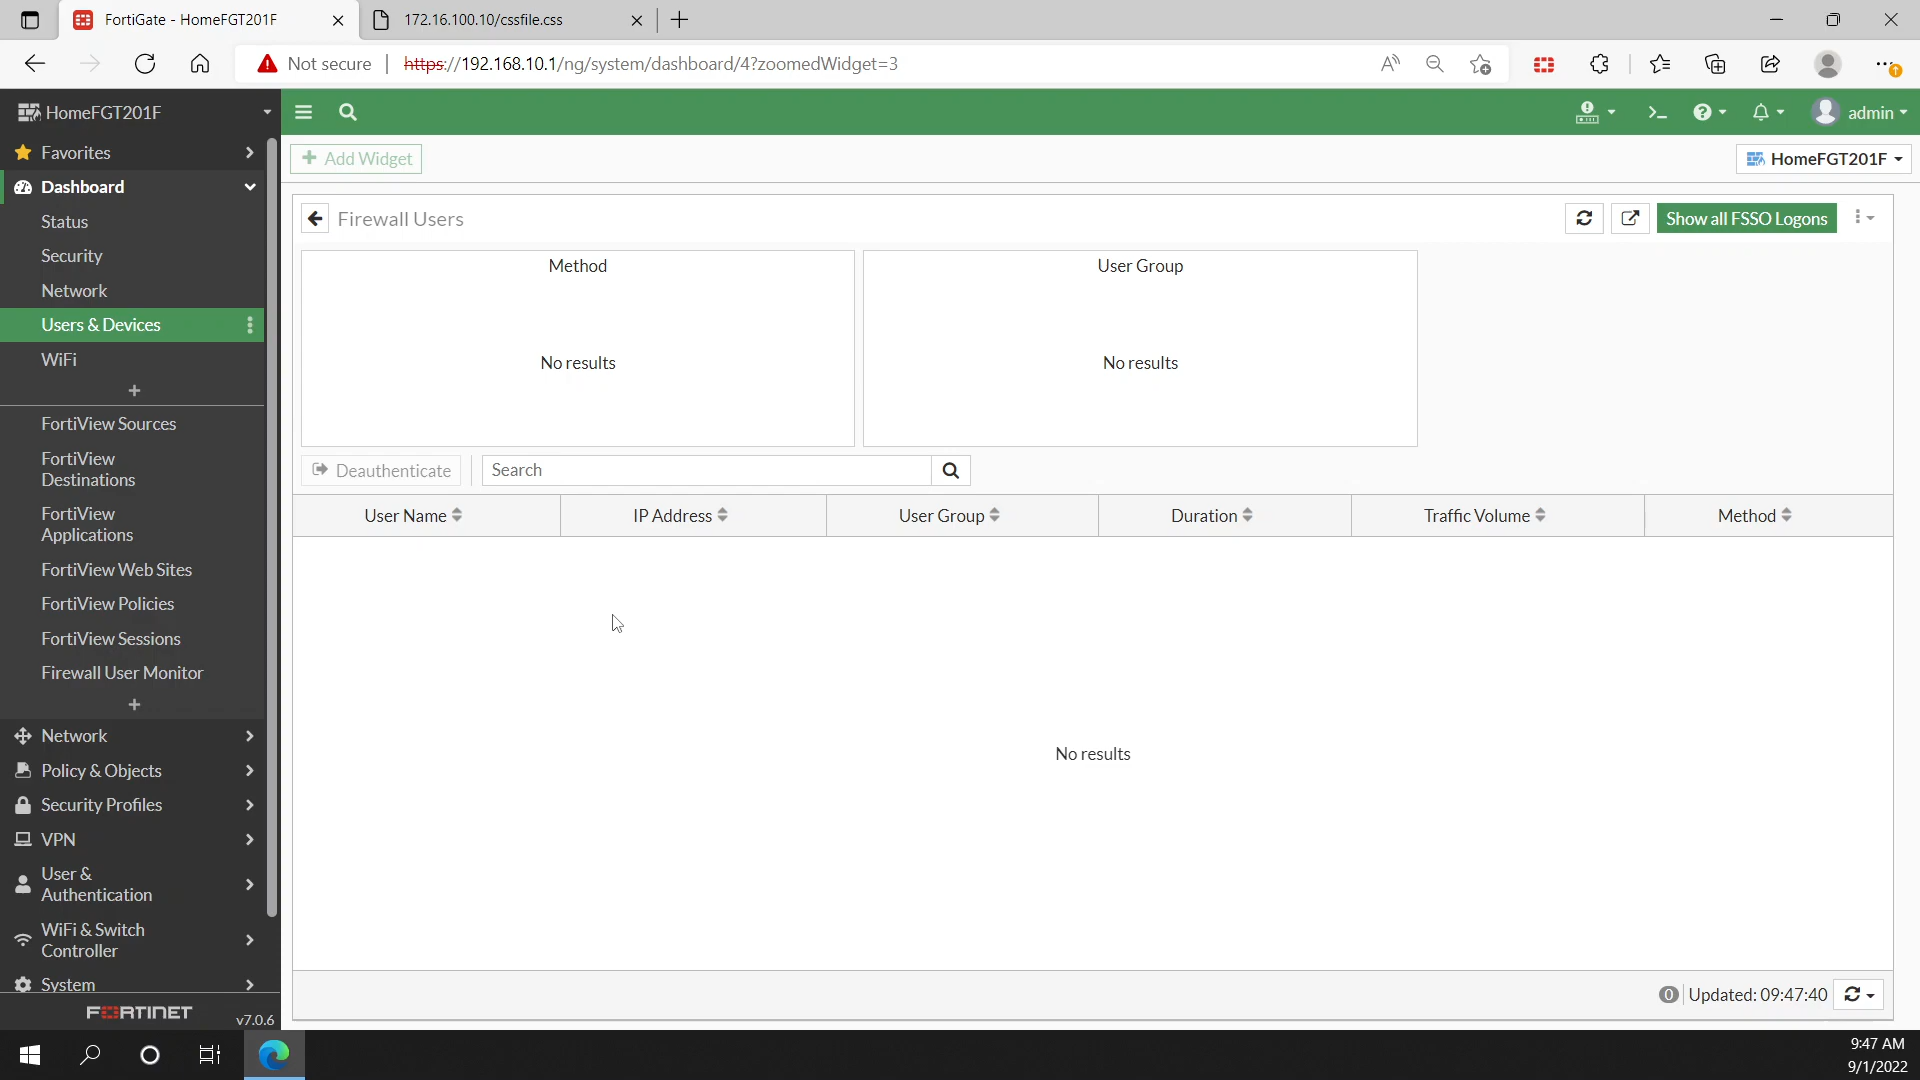 FortiGate - HomeFGT201F
172.16.100.10/cssfile.css
Not secure
https://192.168.10.1/ng/system/dashboard/4?zoomedWidget=3
HomeFGT201F
admin
Favorites
Dashboard
Status
Security
Network
Users & Devices
WiFi
+
FortiView Sources
FortiView
Destinations
FortiView
Applications
FortiView Web Sites
FortiView Policies
FortiView Sessions
Firewall User Monitor
+
Network
Policy & Objects
Security Profiles
VPN
User &
Authentication
WiFi & Switch
Controller
System
FORTINET
v7.0.6
+ Add Widget
HomeFGT201F
Firewall Users
Show all FSSO Logons
Method
No results
User Group
No results
Deauthenticate
Search
User Name
IP Address
User Group
Duration
Traffic Volume
Method
No results
0
Updated: 09:47:40
9:47 AM
9/1/2022